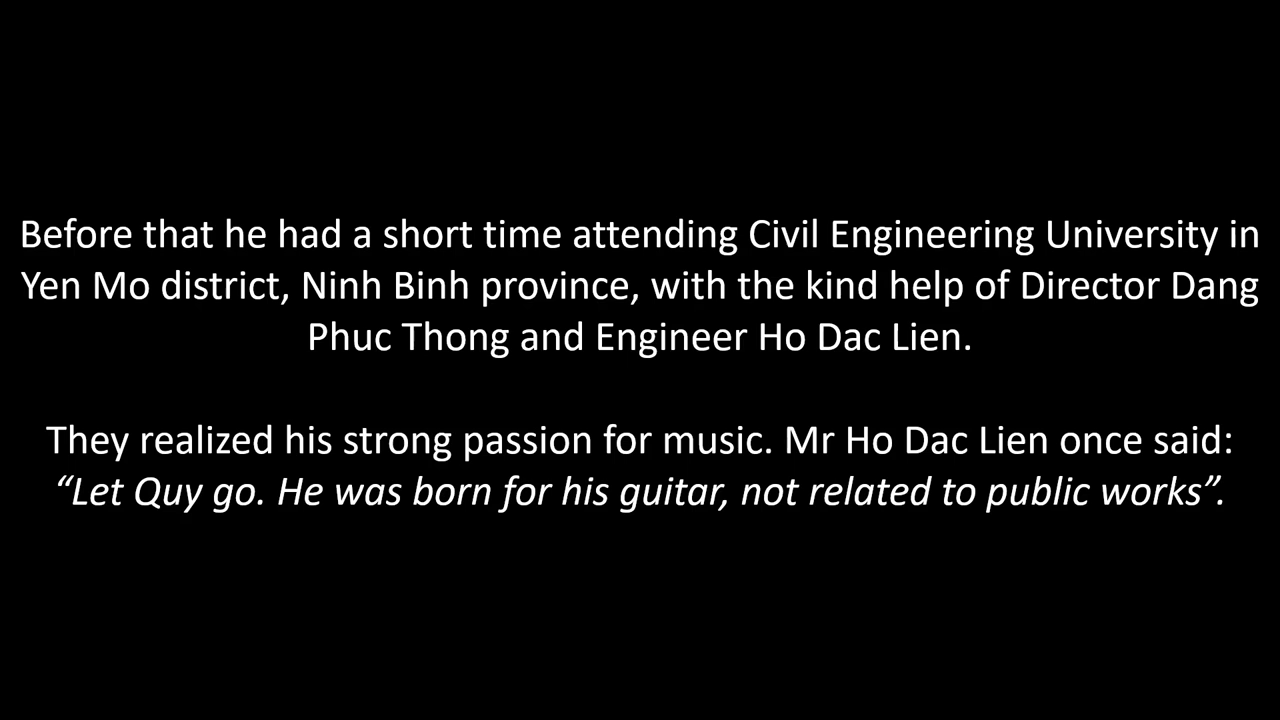 Before that he had a short time attending Civil Engineering University in
Yen Mo district, Ninh Binh province, with the kind help of Director Dang
Phuc Thong and Engineer Ho Dac Lien.
They realized his strong passion for music. Mr Ho Dac Lien once said:
“Let Quy go. He was born for his guitar, not related to public works”.